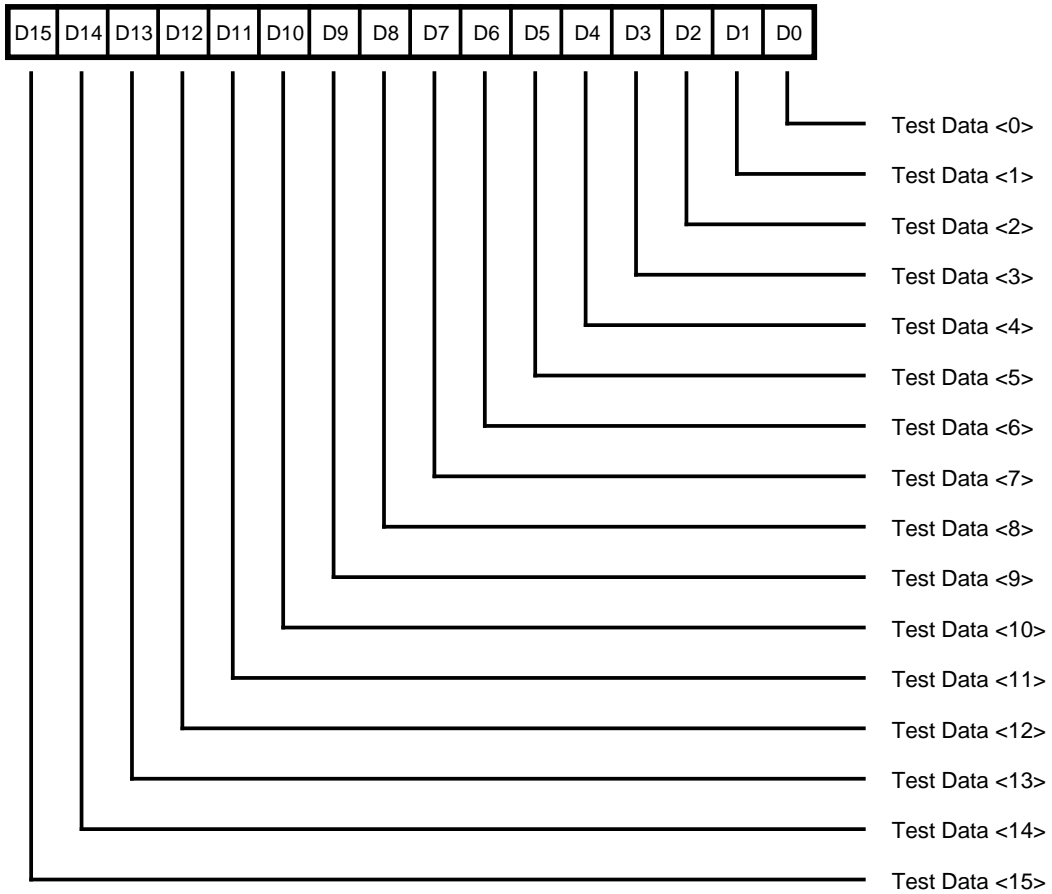 D15 D14 D13 D12 D11 D10 D9 D8 D7 D6 D5 D4 D3 D2 D1 D0
Test Data <0>
Test Data <1>
Test Data <2>
Test Data <3>
Test Data <4>
Test Data <5>
Test Data <6>
Test Data <7>
Test Data <8>
Test Data <9>
Test Data <10>
Test Data <11>
Test Data <12>
Test Data <13>
Test Data <14>
Test Data <15>